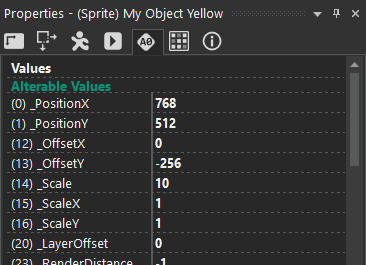 Properties - (Sprite) My Object Yellow
A0
Values
Alterable Values
(0) _PositionX 768
(1) _PositionY 512
(12) _OffsetX 0
(13) _OffsetY -256
(14) _Scale 10
(15) _ScaleX 1
(16) _ScaleY 1
(20) _LayerOffset 0
(23) _RenderDistance -1